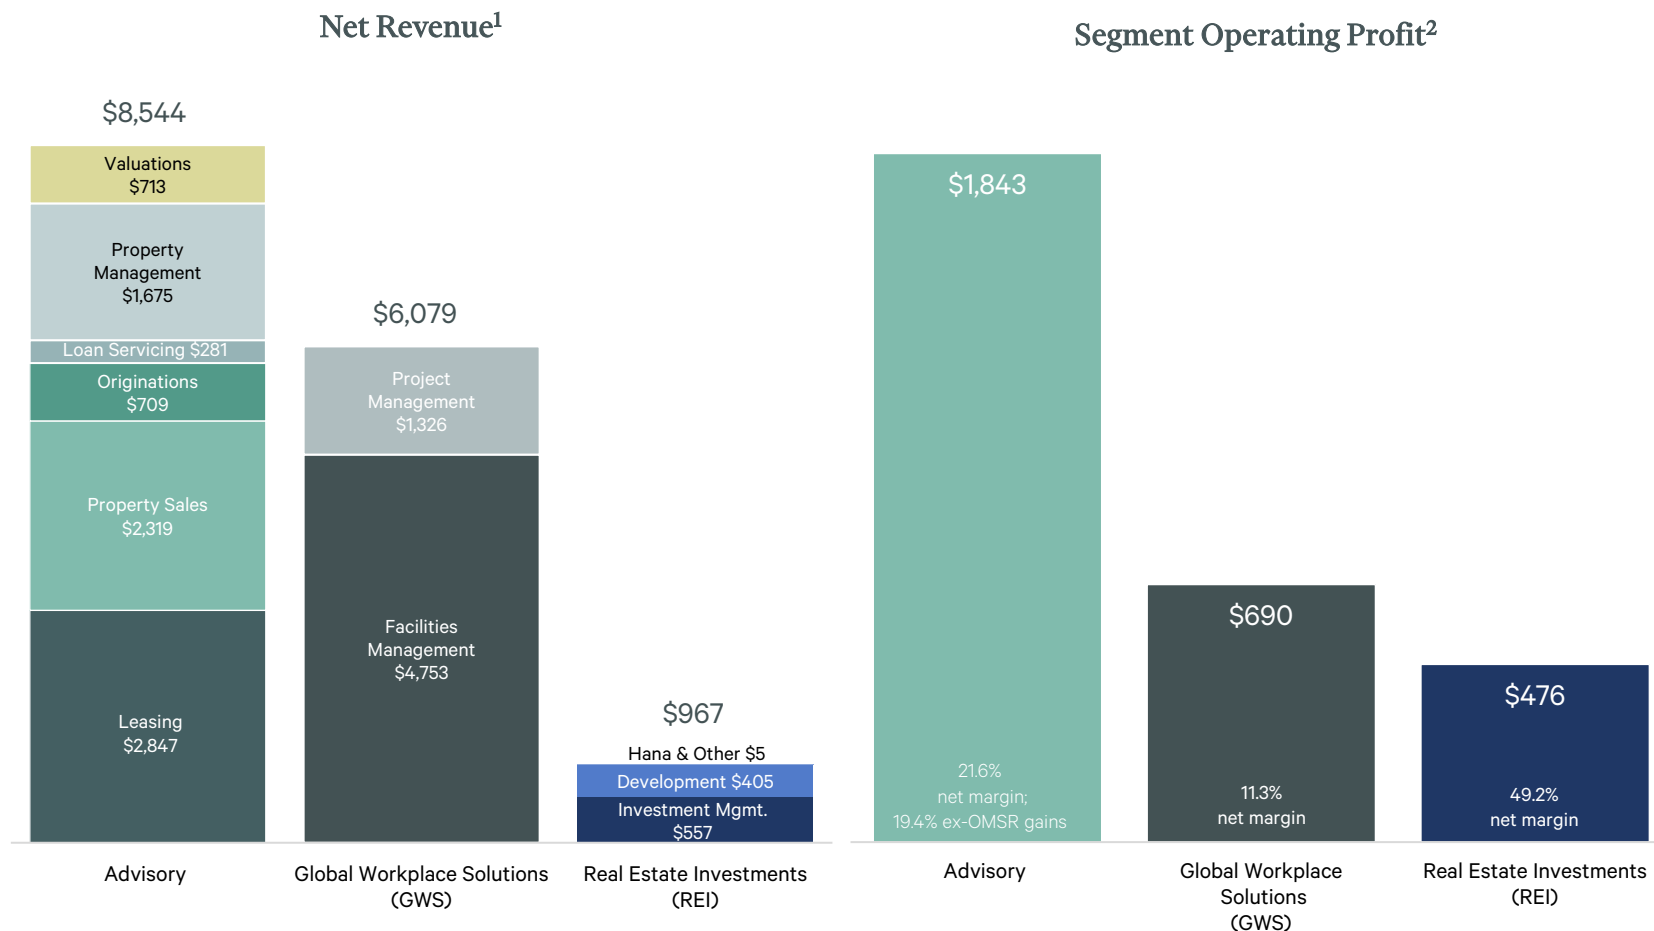 Net Revenue¹
$8,544
Valuations
$713
Property
Management
$1,675
Loan Servicing $281
Originations
$709
Property Sales
$2,319
Leasing
$2,847
Advisory
$6,079
Project
Management
$1,326
Facilities
Management
$4,753
Global Workplace Solutions
(GWS)
$967
Hana & Other $5
Development $405
Investment Mgmt.
$557
Real Estate Investments
(REI)
Segment Operating Profit²
$1,843
21.6%
net margin;
19.4% ex-OMSR gains
Advisory
$690
11.3%
net margin
Global Workplace
Solutions
(GWS)
$476
49.2%
net margin
Real Estate Investments
(REI)